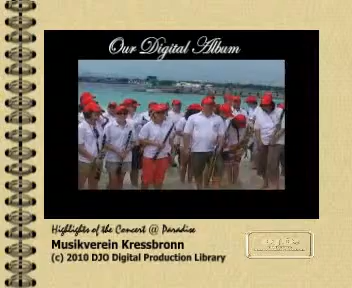 Our Digital Album
Highlights of the Concert @ Paradise
Musikverein Kressbronn
(c) 2010 DJO Digital Production Library